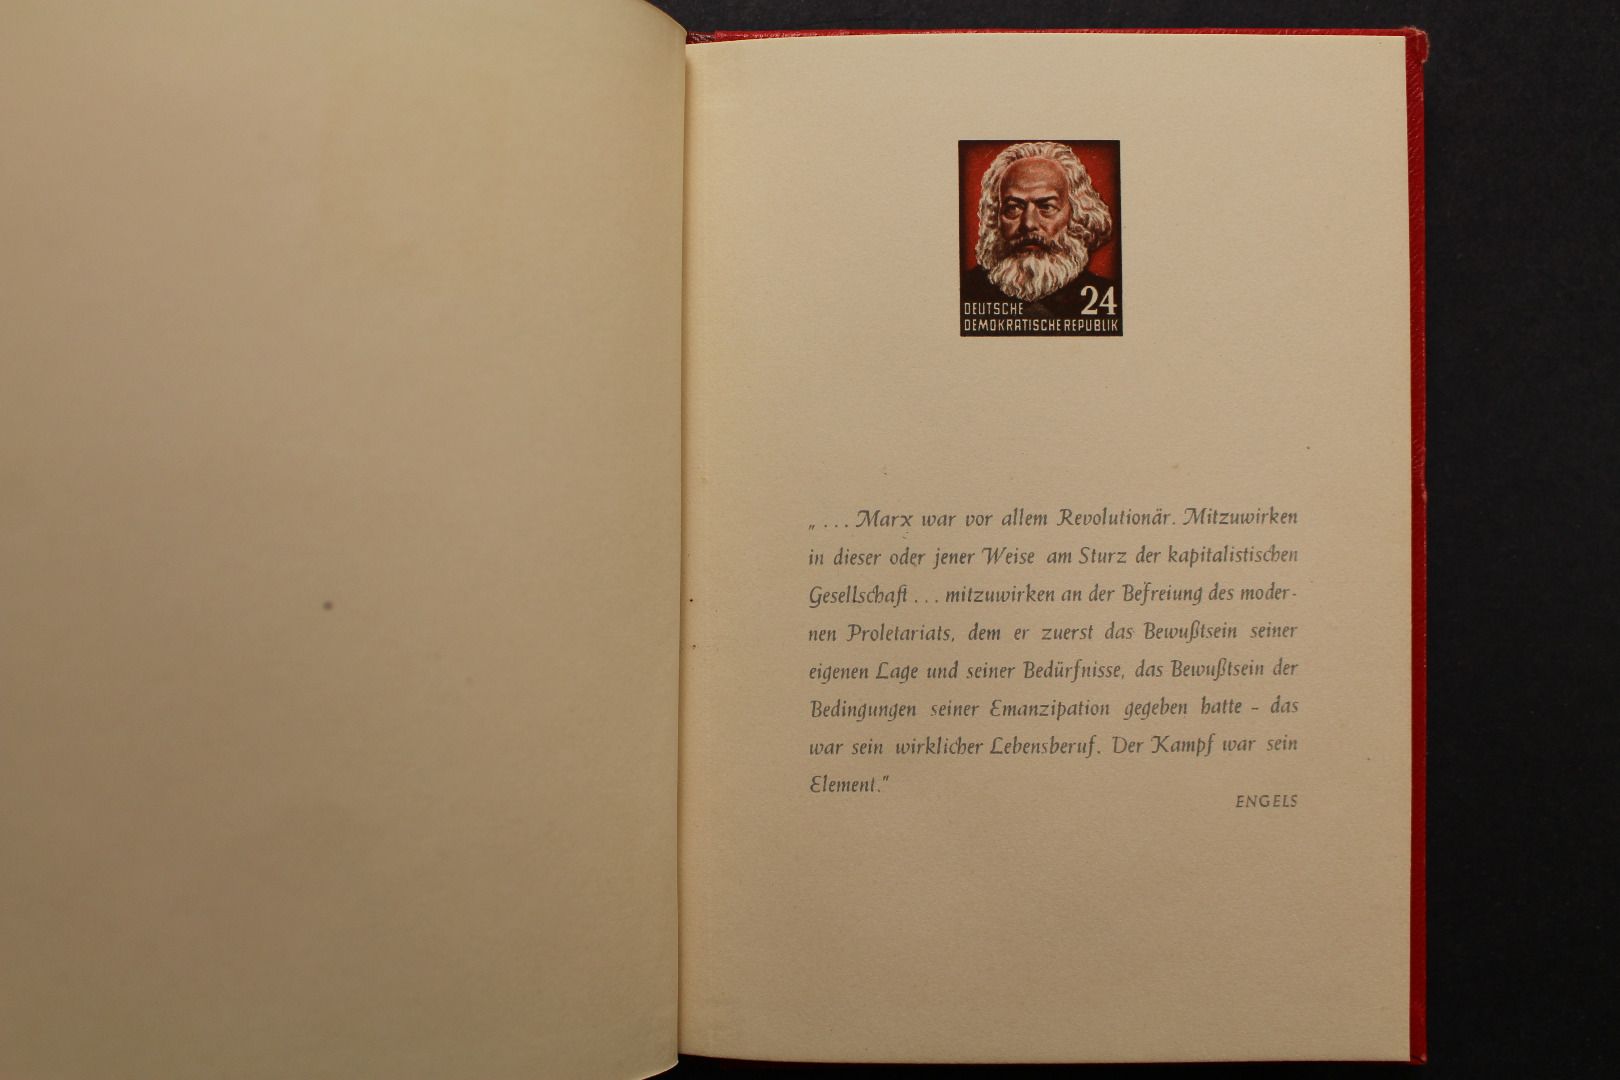 24
DEUTSCHE
DEMOKRATISCHE REPUBLIK
„ . . . Marx war vor allem Revolutionär. Mitzuwirken
in dieser oder jener Weise am Sturz der kapitalistischen
Gesellschaft . . . mitzuwirken an der Befreiung des moder-
nen Proletariats, dem er zuerst das Bewußtsein seiner
eigenen Lage und seiner Bedürfnisse, das Bewußtsein der
Bedingungen seiner Emanzipation gegeben hatte – das
war sein wirklicher Lebensberuf. Der Kampf war sein
Element.”
ENGELS